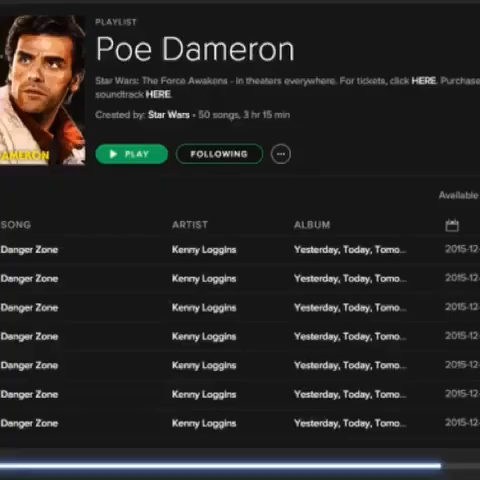 PLAYLIST
Poe Dameron
Star Wars: The Force Awakens - in theaters everywhere. For tickets, click HERE. Purchase
soundtrack HERE.
Created by: Star Wars • 50 songs, 3 hr 15 min
AMERON
PLAY FOLLOWING
Available
SONG ARTIST ALBUM
Danger Zone Kenny Loggins Yesterday, Today, Tomo... 2015-12-
Danger Zone Kenny Loggins Yesterday, Today, Tomo... 2015-12-
Danger Zone Kenny Loggins Yesterday, Today, Tomo... 2015-12-
Danger Zone Kenny Loggins Yesterday, Today, Tomo... 2015-12-
Danger Zone Kenny Loggins Yesterday, Today, Tomo... 2015-12-
Danger Zone Kenny Loggins Yesterday, Today, Tomo... 2015-12-
Danger Zone Kenny Loggins Yesterday, Today, Tomo... 2015-12-